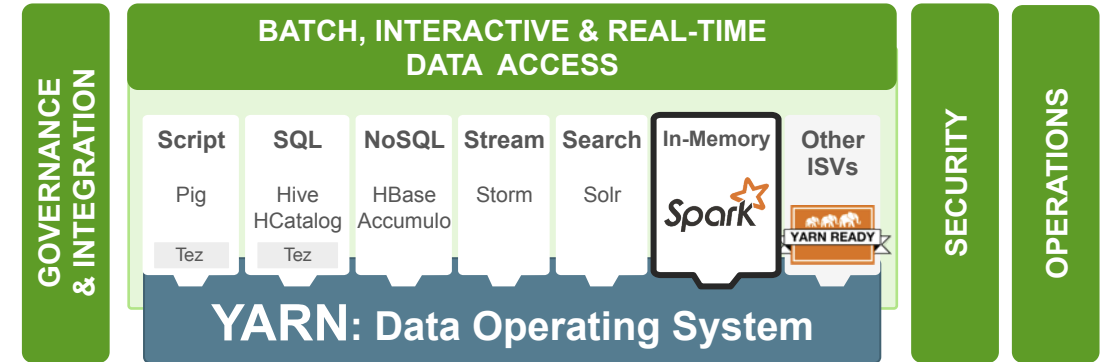 GOVERNANCE
& INTEGRATION
BATCH, INTERACTIVE & REAL-TIME
DATA ACCESS
Script
Pig
Tez
SQL
Hive
HCatalog
Tez
NoSQL
HBase
Accumulo
Stream
Storm
Search
Solr
In-Memory
Spark
Other
ISVs
YARN READY
YARN: Data Operating System
SECURITY
OPERATIONS